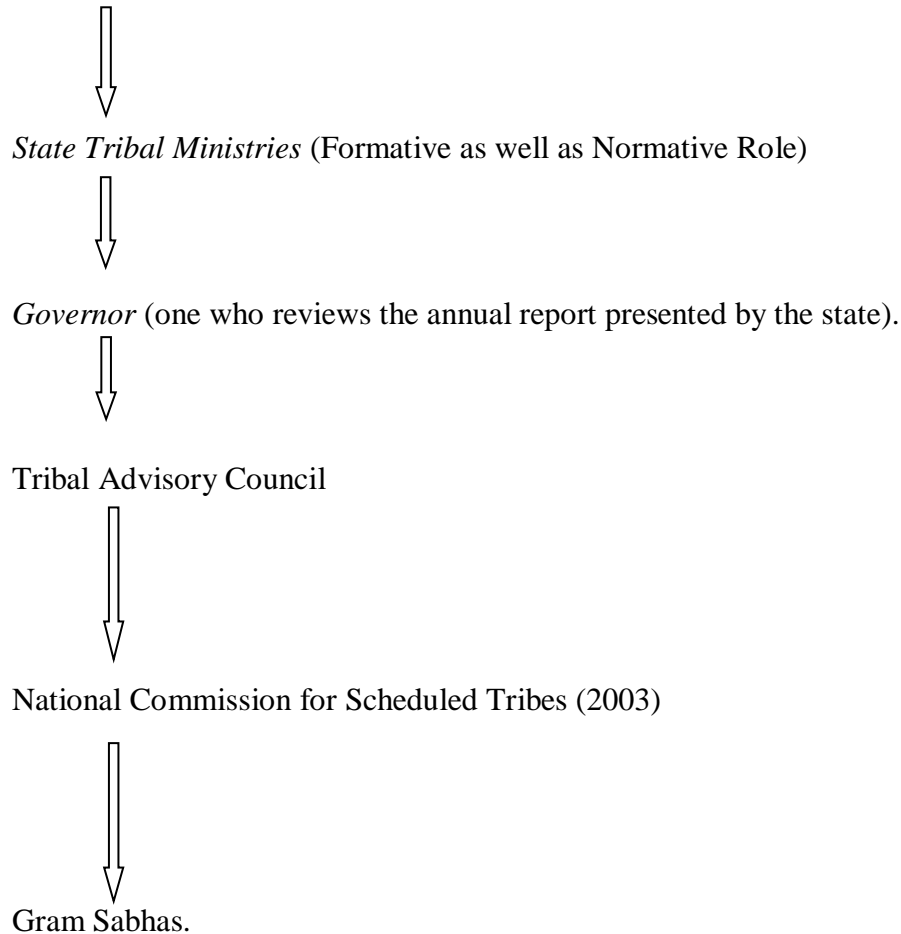 State Tribal Ministries (Formative as well as Normative Role)
Governor (one who reviews the annual report presented by the state).
Tribal Advisory Council
National Commission for Scheduled Tribes (2003)
Gram Sabhas.